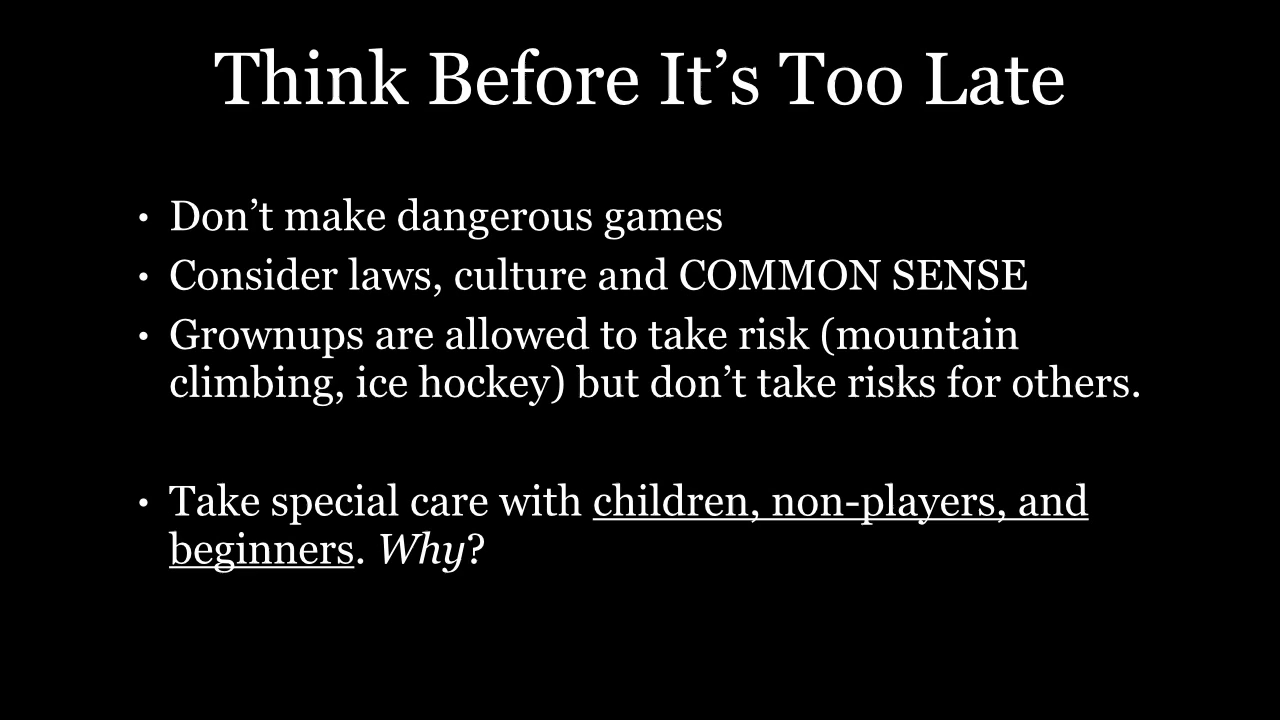 Think Before It’s Too Late
• Don’t make dangerous games
• Consider laws, culture and COMMON SENSE
• Grownups are allowed to take risk (mountain
climbing, ice hockey) but don’t take risks for others.
• Take special care with children, non-players, and
beginners. Why?